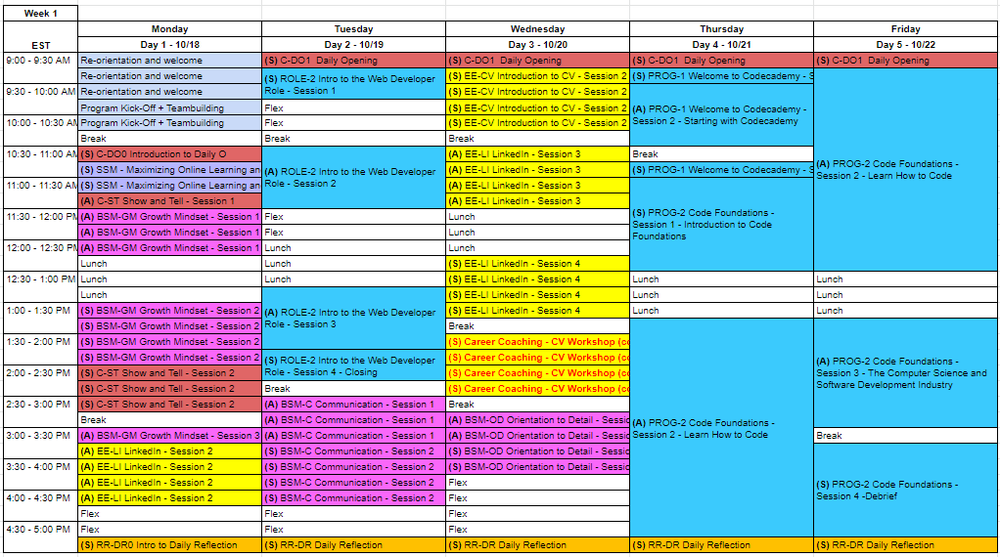 Week 1
Monday
Tuesday
Wednesday
Thursday
Friday
EST
Day 1 - 10/18
Day 2 - 10/19
Day 3 - 10/20
Day 4 - 10/21
Day 5 - 10/22
9:00 - 9:30 AM
Re-orientation and welcome
(S) C-DO1 Daily Opening
(S) C-DO1 Daily Opening
(S) C-DO1 Daily Opening
(S) C-DO1 Daily Opening
Re-orientation and welcome
(S) ROLE-2 Intro to the Web Developer
Role - Session 1
(S) EE-CV Introduction to CV - Session 2
(S) PROG-1 Welcome to Codecademy - S
9:30 - 10:00 AM
Re-orientation and welcome
(S) EE-CV Introduction to CV - Session 2
Program Kick-Off + Teambuilding
Flex
(S) EE-CV Introduction to CV - Session 2
(A) PROG-1 Welcome to Codecademy -
Session 2 - Starting with Codecademy
10:00 - 10:30 AM
Program Kick-Off + Teambuilding
Flex
(S) EE-CV Introduction to CV - Session 2
Break
Break
Break
10:30 - 11:00 AM
(S) C-DO0 Introduction to Daily O
(A) ROLE-2 Intro to the Web Developer
Role - Session 2
(A) EE-LI LinkedIn - Session 3
Break
(A) PROG-2 Code Foundations -
Session 2 - Learn How to Code
(S) SSM - Maximizing Online Learning an
(A) EE-LI LinkedIn - Session 3
(S) PROG-1 Welcome to Codecademy - S
11:00 - 11:30 AM
(S) SSM - Maximizing Online Learning an
(A) EE-LI LinkedIn - Session 3
(A) C-ST Show and Tell - Session 1
(A) EE-LI LinkedIn - Session 3
11:30 - 12:00 PM
(A) BSM-GM Growth Mindset - Session 1
Flex
Lunch
(S) PROG-2 Code Foundations -
Session 1 - Introduction to Code
Foundations
(A) BSM-GM Growth Mindset - Session 1
Flex
Lunch
12:00 - 12:30 PM
(A) BSM-GM Growth Mindset - Session 1
Lunch
Lunch
Lunch
Lunch
(S) EE-LI LinkedIn - Session 4
12:30 - 1:00 PM
Lunch
Lunch
(S) EE-LI LinkedIn - Session 4
Lunch
Lunch
Lunch
(S) EE-LI LinkedIn - Session 4
Lunch
Lunch
1:00 - 1:30 PM
(S) BSM-GM Growth Mindset - Session 2
(A) ROLE-2 Intro to the Web Developer
Role - Session 3
(S) EE-LI LinkedIn - Session 4
Lunch
Lunch
(S) BSM-GM Growth Mindset - Session 2
Break
1:30 - 2:00 PM
(S) BSM-GM Growth Mindset - Session 2
(S) Career Coaching - CV Workshop (co
(S) BSM-GM Growth Mindset - Session 2
(S) ROLE-2 Intro to the Web Developer
Role - Session 4 - Closing
(S) Career Coaching - CV Workshop (co
2:00 - 2:30 PM
(S) C-ST Show and Tell - Session 2
(S) Career Coaching - CV Workshop (co
(A) PROG-2 Code Foundations -
Session 3 - The Computer Science and
Software Development Industry
(S) C-ST Show and Tell - Session 2
Break
(S) Career Coaching - CV Workshop (co
2:30 - 3:00 PM
(S) C-ST Show and Tell - Session 2
(A) BSM-C Communication - Session 1
Break
Break
(A) BSM-C Communication - Session 1
(A) BSM-OD Orientation to Detail - Sessic
(A) PROG-2 Code Foundations -
Session 2 - Learn How to Code
3:00 - 3:30 PM
(A) BSM-GM Growth Mindset - Session 3
(A) BSM-C Communication - Session 1
(A) BSM-OD Orientation to Detail - Sessic
Break
(A) EE-LI LinkedIn - Session 2
(S) BSM-C Communication - Session 2
(S) BSM-OD Orientation to Detail - Sessic
3:30 - 4:00 PM
(A) EE-LI LinkedIn - Session 2
(S) BSM-C Communication - Session 2
(S) BSM-OD Orientation to Detail - Sessic
(A) EE-LI LinkedIn - Session 2
(S) BSM-C Communication - Session 2
Flex
(S) PROG-2 Code Foundations -
Session 4 -Debrief
4:00 - 4:30 PM
(A) EE-LI LinkedIn - Session 2
(S) BSM-C Communication - Session 2
Flex
Flex
Flex
Flex
4:30 - 5:00 PM
Flex
Flex
Flex
(S) RR-DR0 Intro to Daily Reflection
(S) RR-DR Daily Reflection
(S) RR-DR Daily Reflection
(S) RR-DR Daily Reflection
(S) RR-DR Daily Reflection